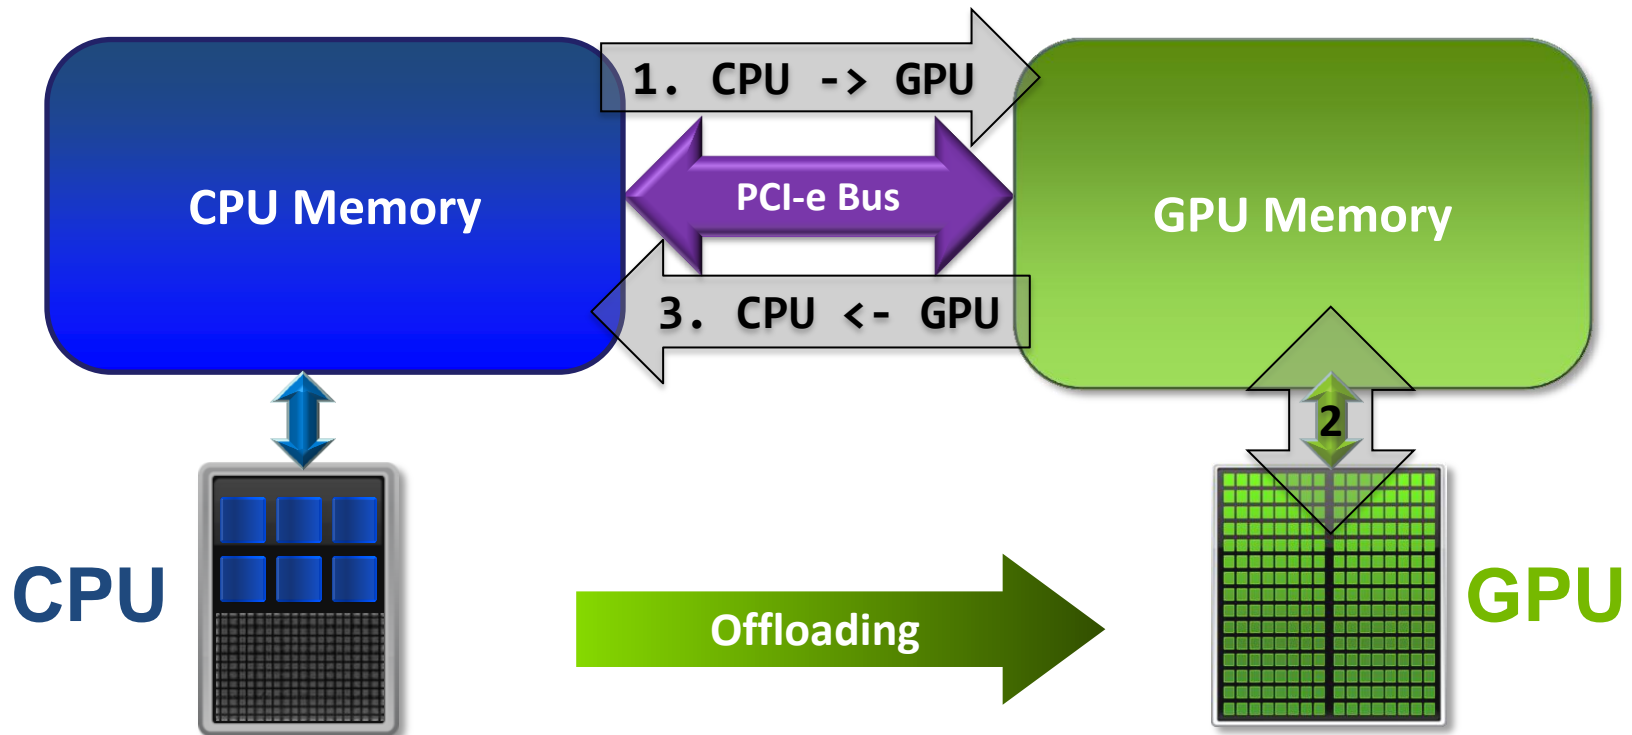 1. CPU -> GPU
CPU Memory
PCI-e Bus
GPU Memory
3. CPU <- GPU
2
CPU
Offloading
GPU